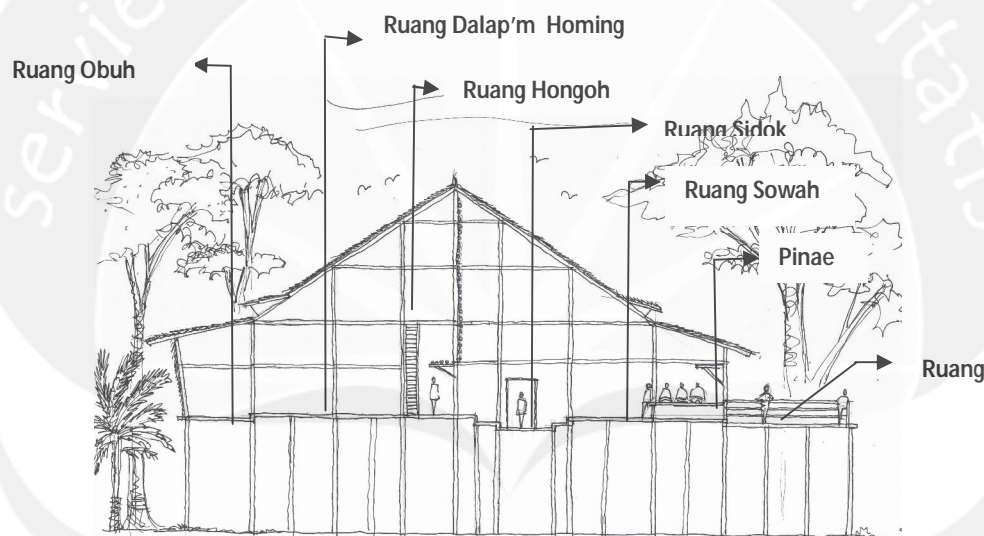 Ruang Dalap'm Homing
Ruang Obuh
Ruang Hongoh
Ruang Sidok
Ruang Sowah
Pinae
Ruang